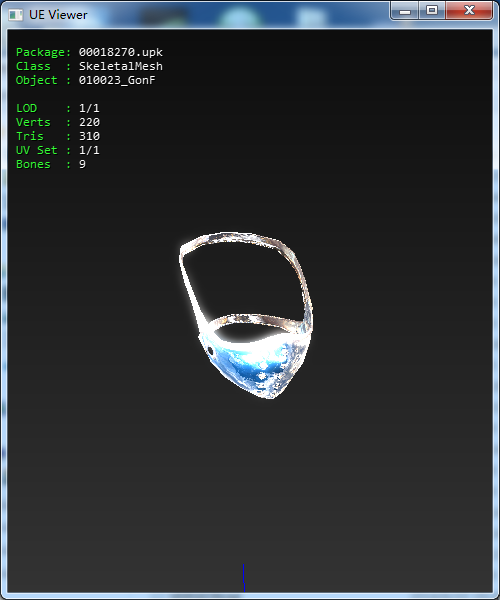 UE Viewer
Package: 00018270.upk
Class : SkeletalMesh
Object : 010023_GonF
LOD : 1/1
Verts : 220
Tris : 310
UV Set : 1/1
Bones : 9